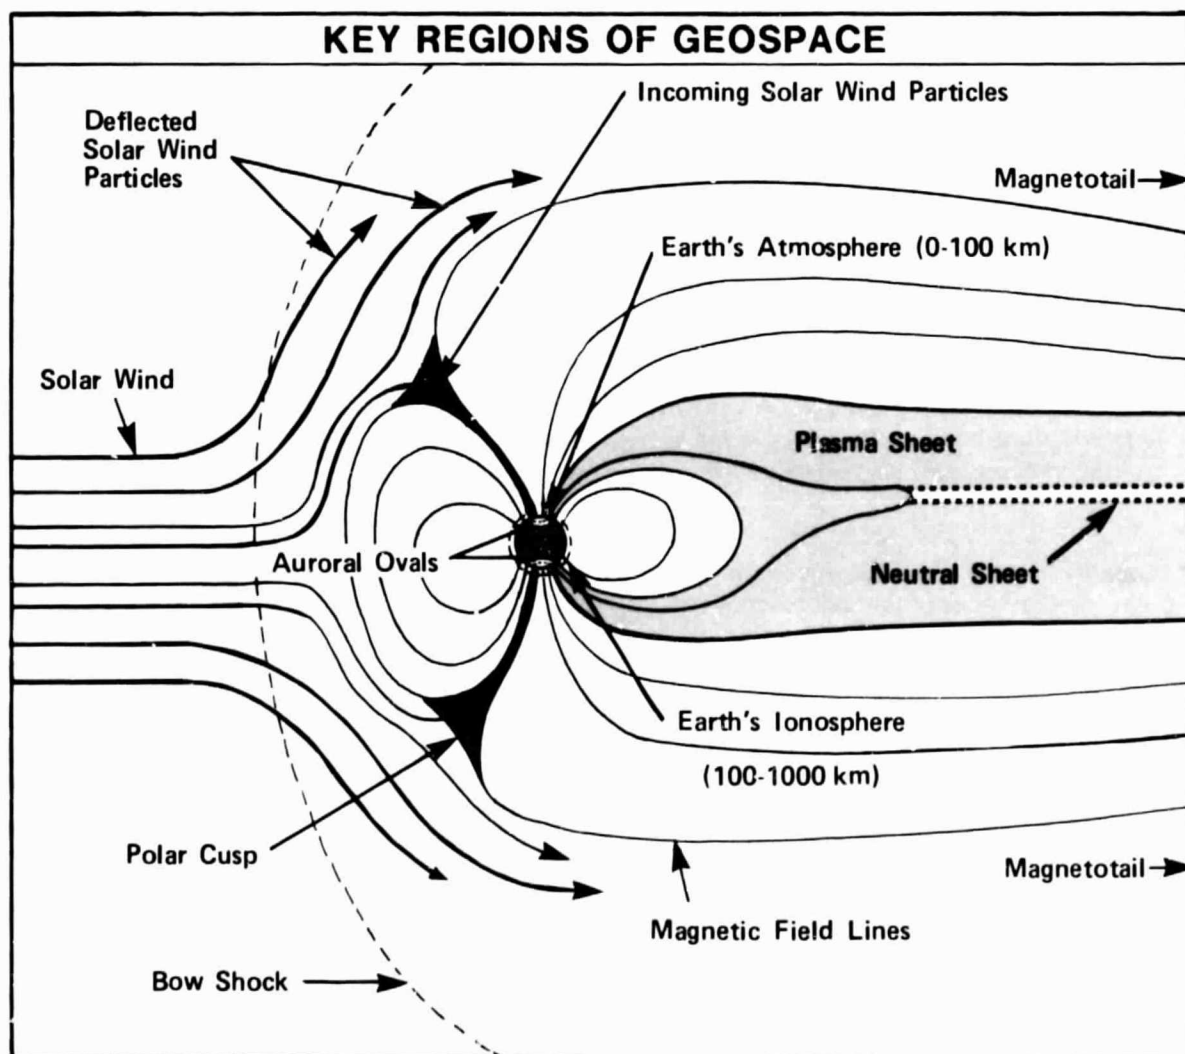 KEY REGIONS OF GEOSPACE
Incoming Solar Wind Particles
Deflected
Solar Wind
Particles
Magnetotail
Earth's Atmosphere (0-100 km)
Solar Wind
Plasma Sheet
Auroral Ovals
Neutral Sheet
Earth's Ionosphere
(100-1000 km)
Polar Cusp
Magnetotail
Magnetic Field Lines
Bow Shock